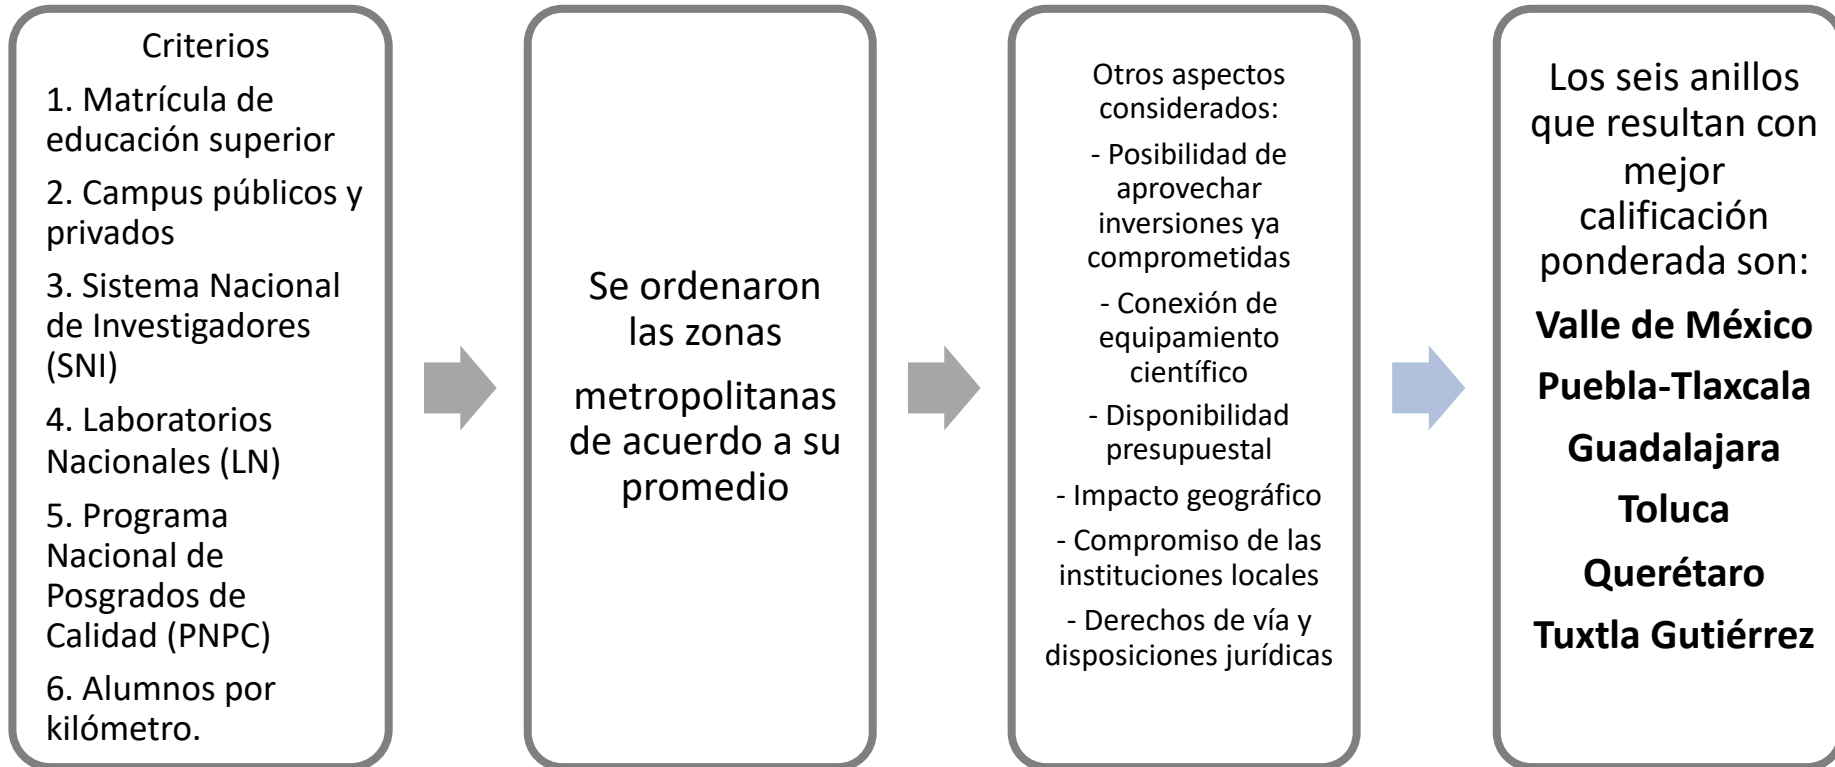 Criterios
1. Matrícula de
educación superior
2. Campus públicos y
privados
3. Sistema Nacional
de Investigadores
(SNI)
4. Laboratorios
Nacionales (LN)
5. Programa
Nacional de
Posgrados de
Calidad (PNPC)
6. Alumnos por
kilómetro.
Se ordenaron
las zonas
metropolitanas
de acuerdo a su
promedio
Otros aspectos
considerados:
- Posibilidad de
aprovechar
inversiones ya
comprometidas
- Conexión de
equipamiento
científico
- Disponibilidad
presupuestal
- Impacto geográfico
- Compromiso de las
instituciones locales
- Derechos de vía y
disposiciones jurídicas
Los seis anillos
que resultan con
mejor
calificación
ponderada son:
Valle de México
Puebla-Tlaxcala
Guadalajara
Toluca
Querétaro
Tuxtla Gutiérrez